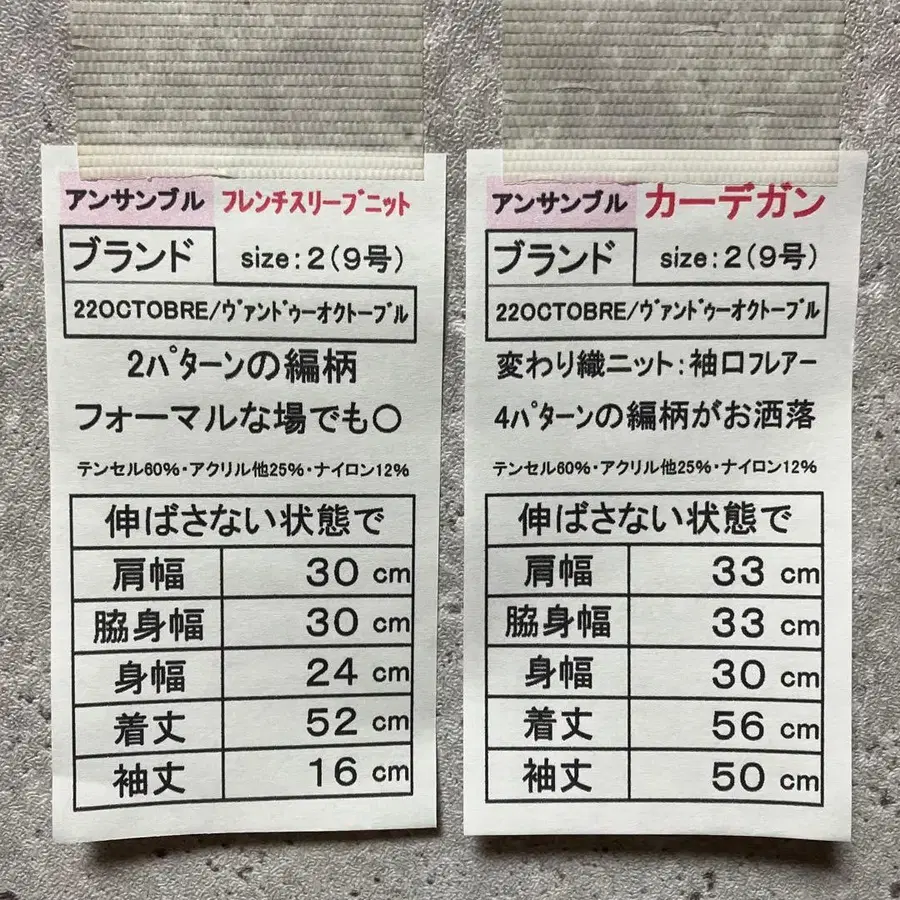 アンサンブル フレンチスリーブニット
ブランド size:2(9号)
22OCTOBRE/ヴァンドゥーオクトーブル
2パターンの編柄
フォーマルな場でも〇
テンセル60%・アクリル他25%・ナイロン12%
伸ばさない状態で
肩幅 30 cm
脇身幅 30 cm
身幅 24 cm
着丈 52 cm
袖丈 16 cm
アンサンブル カーデガン
ブランド size:2(9号)
22OCTOBRE/ヴァンドゥーオクトーブル
変わり織ニット:袖口フレアー
4パターンの編柄がお洒落
テンセル60%・アクリル他25%・ナイロン12%
伸ばさない状態で
肩幅 33 cm
脇身幅 33 cm
身幅 30 cm
着丈 56 cm
袖丈 50 cm